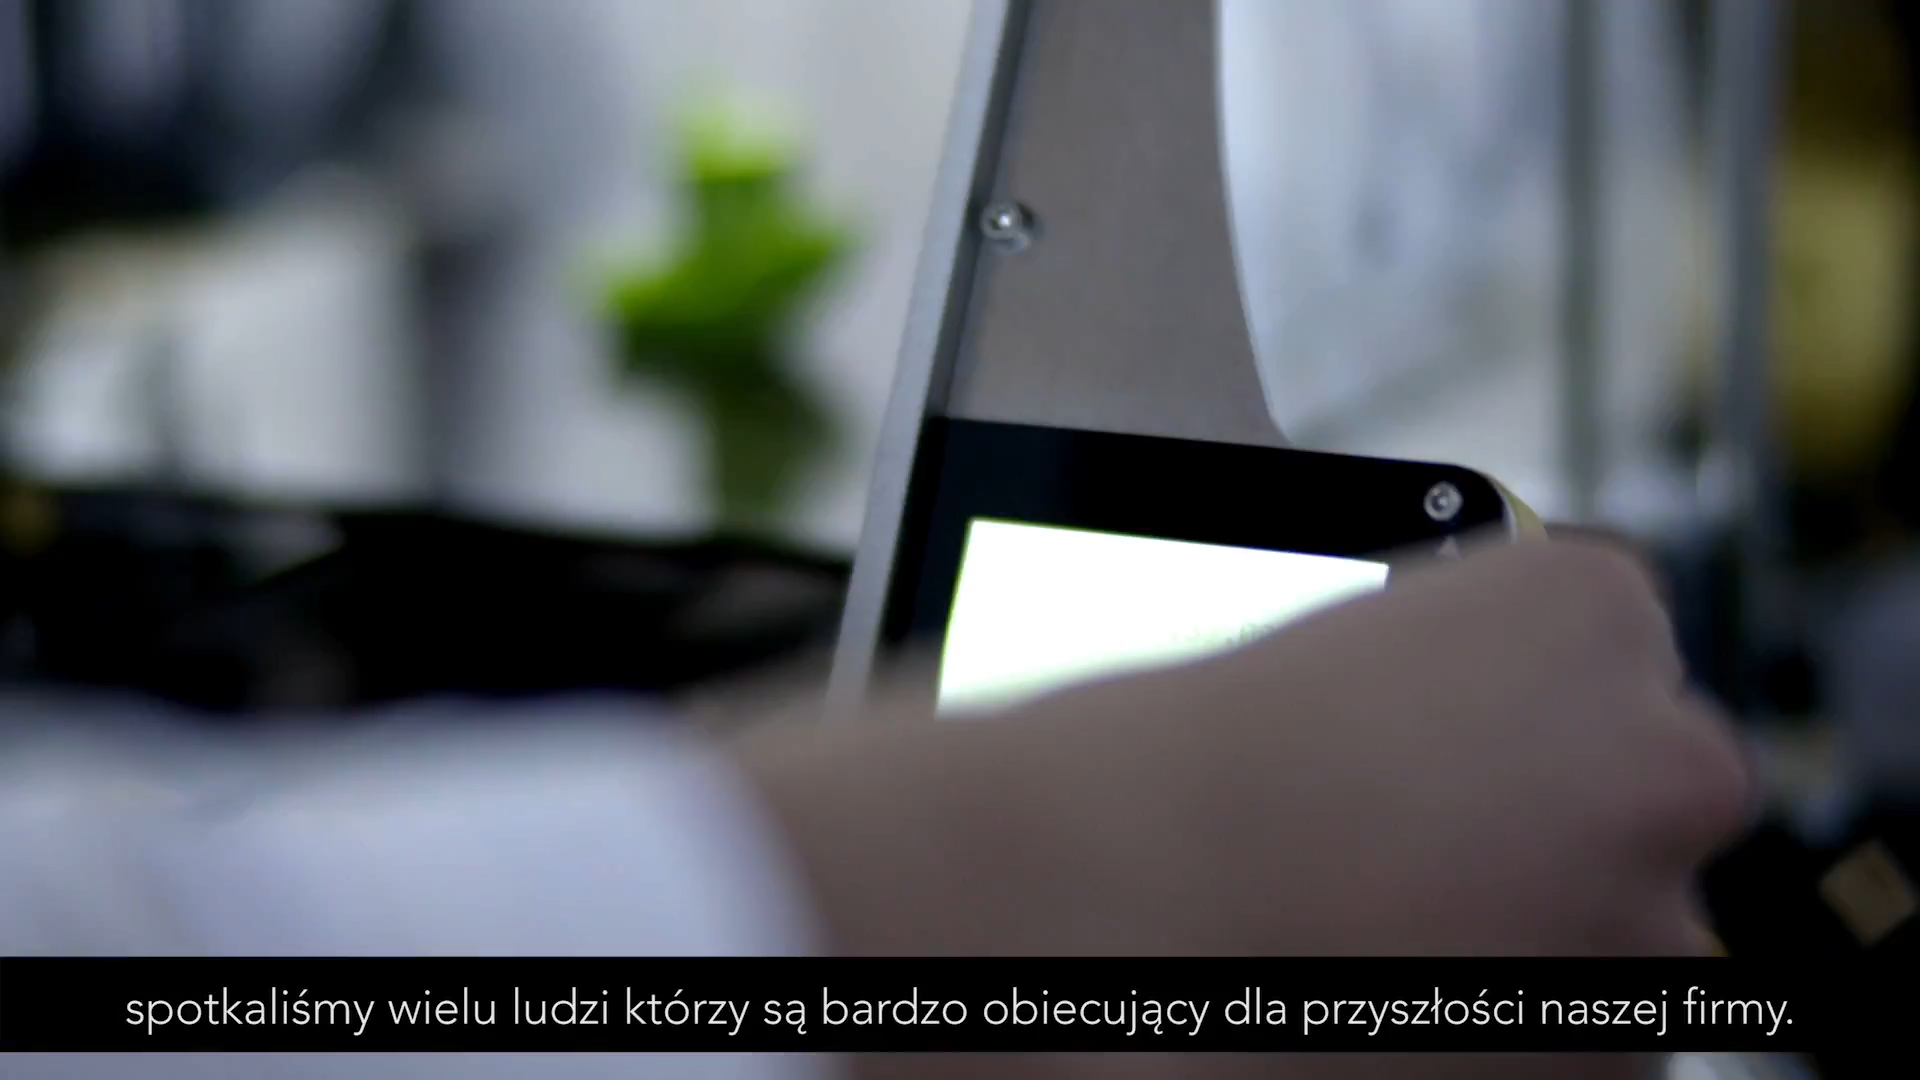 spotkaliśmy wielu ludzi którzy są bardzo obiecujący dla przyszłości naszej firmy.